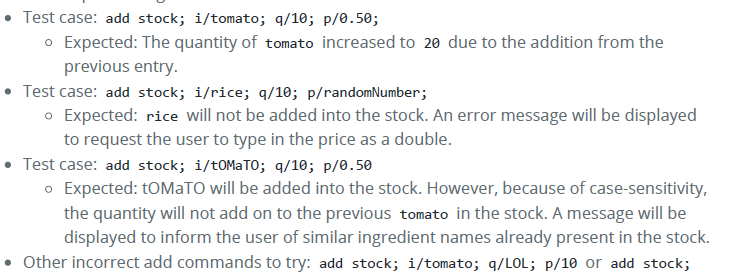 Test case: add stock; i/tomato; q/10; p/0.50;
Expected: The quantity of tomato increased to 20 due to the addition from the
previous entry.
Test case: add stock; i/rice; q/10; p/randomNumber;
Expected: rice will not be added into the stock. An error message will be displayed
to request the user to type in the price as a double.
Test case: add stock; i/tOMaTO; q/10; p/0.50
Expected: tOMaTO will be added into the stock. However, because of case-sensitivity,
the quantity will not add on to the previous tomato in the stock. A message will be
displayed to inform the user of similar ingredient names already present in the stock.
Other incorrect add commands to try: add stock; i/tomato; q/LOL; p/10 or add stock;